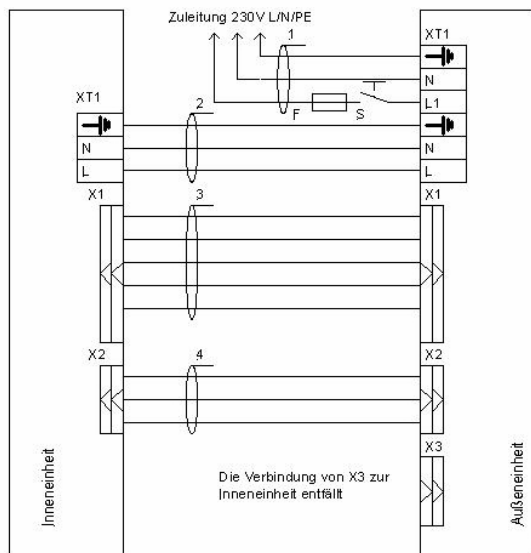 Zuleitung 230V L/N/PE
1
XT1
N
L1
F
S
XT1
2
N
N
L
L
X1
3
X1
X2
4
X2
X3
Die Verbindung von X3 zur
Inneneinheit entfällt
Inneneinheit
Außeneinheit